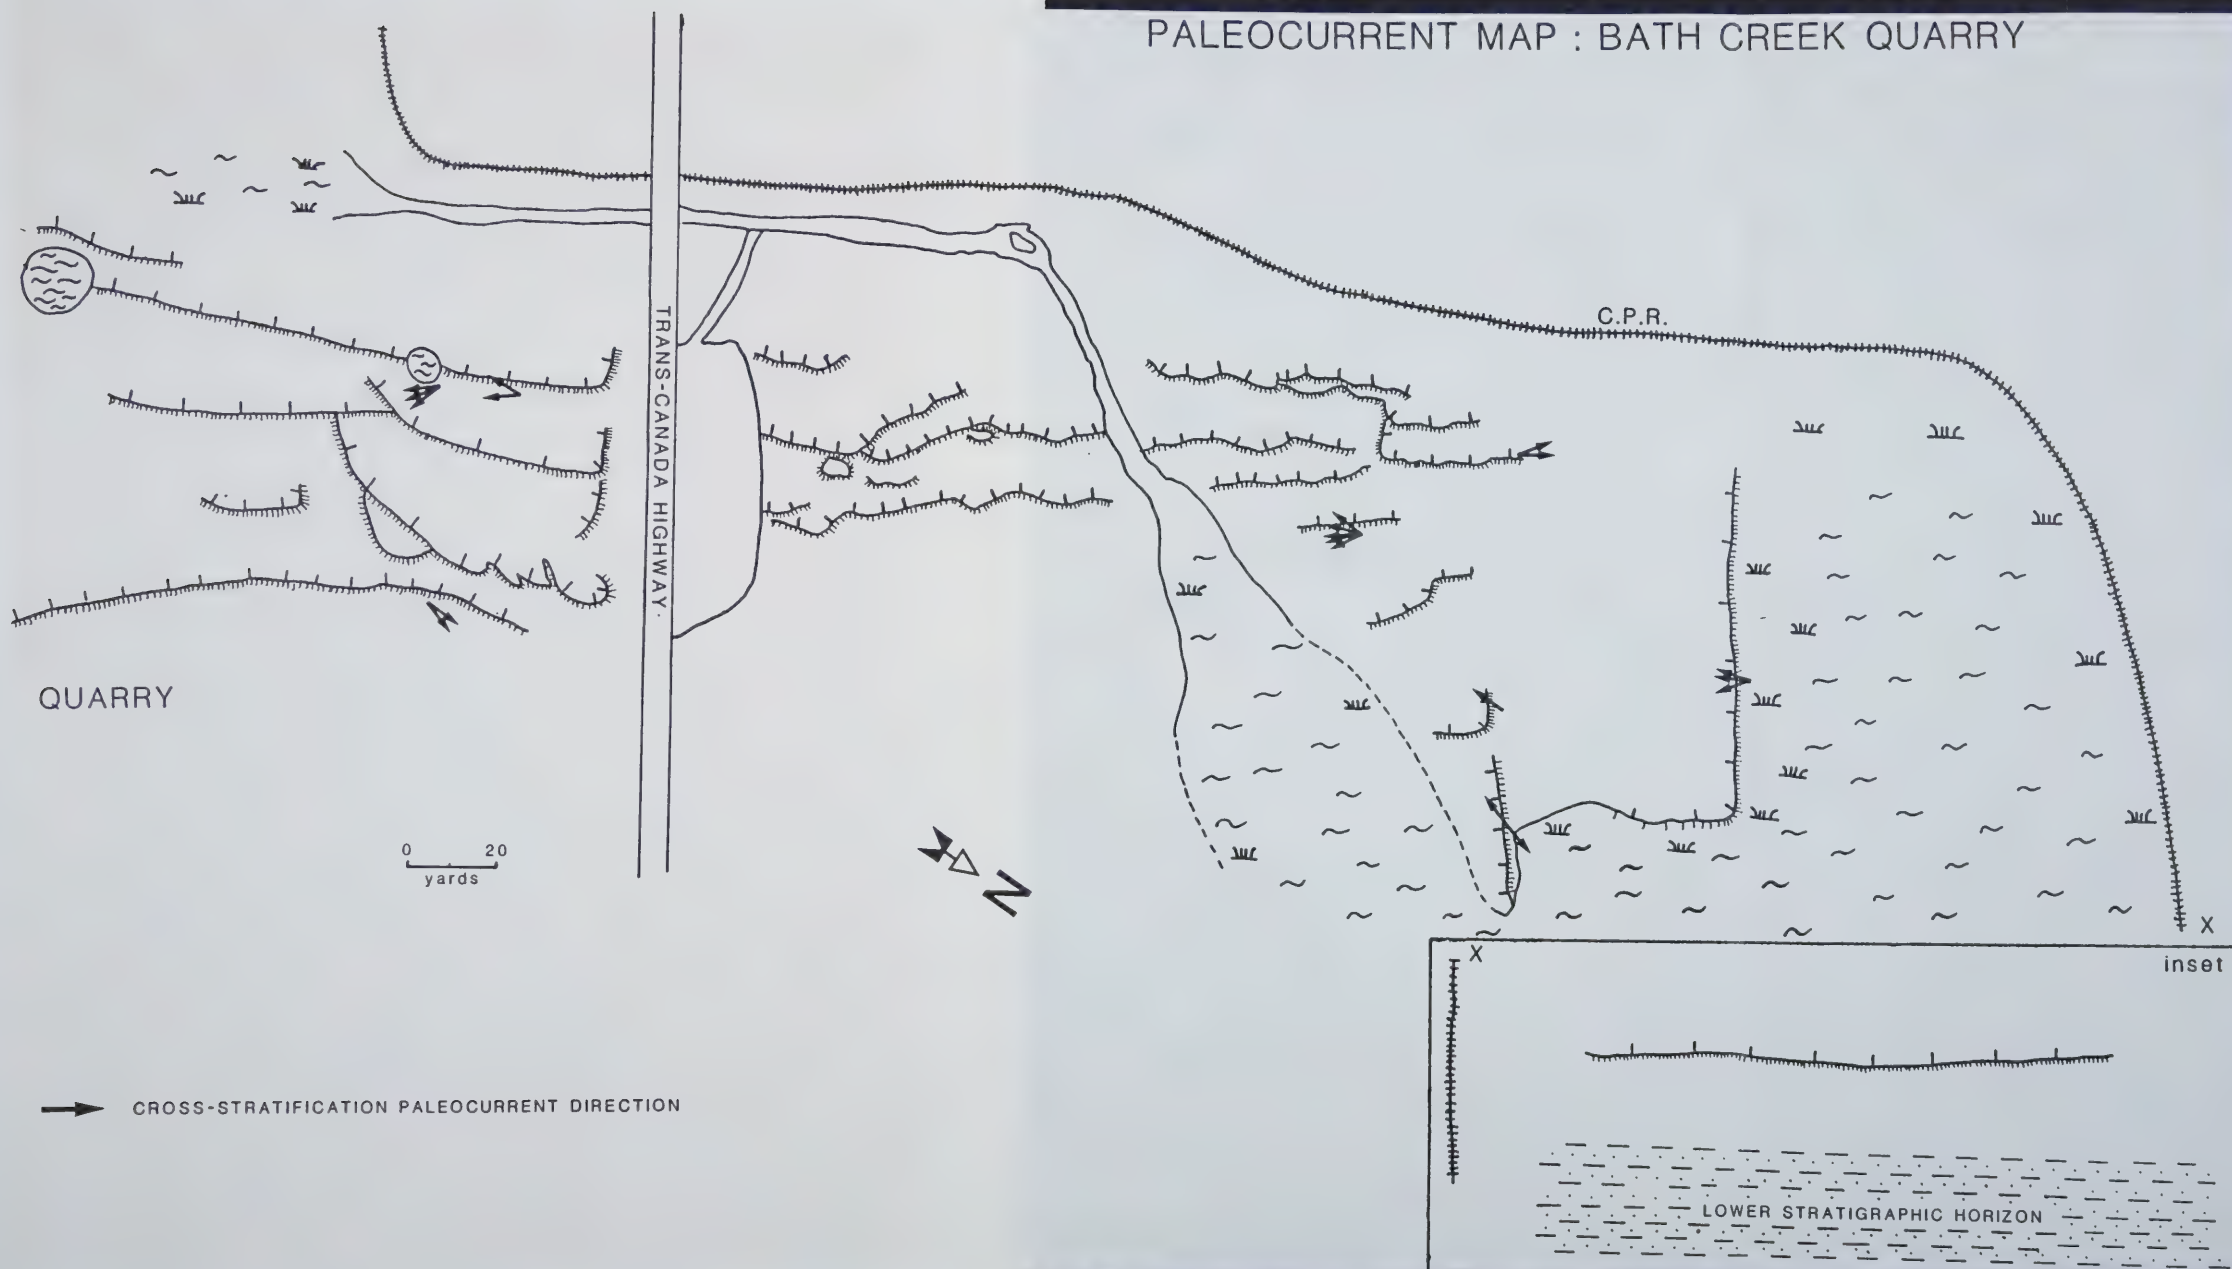 PALEOCURRENT MAP : BATH CREEK QUARRY
C.P.R.
TRANS-CANADA HIGHWAY.
QUARRY
0 20
yards
N
X
X
inset
CROSS-STRATIFICATION PALEOCURRENT DIRECTION
LOWER STRATIGRAPHIC HORIZON